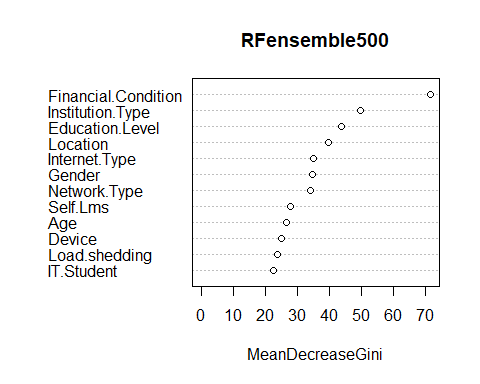 RFensemble500
Financial.Condition
Institution.Type
Education.Level
Location
Internet.Type
Gender
Network.Type
Self.Lms
Age
Device
Load.shedding
IT.Student
0 10 20 30 40 50 60 70
MeanDecreaseGini